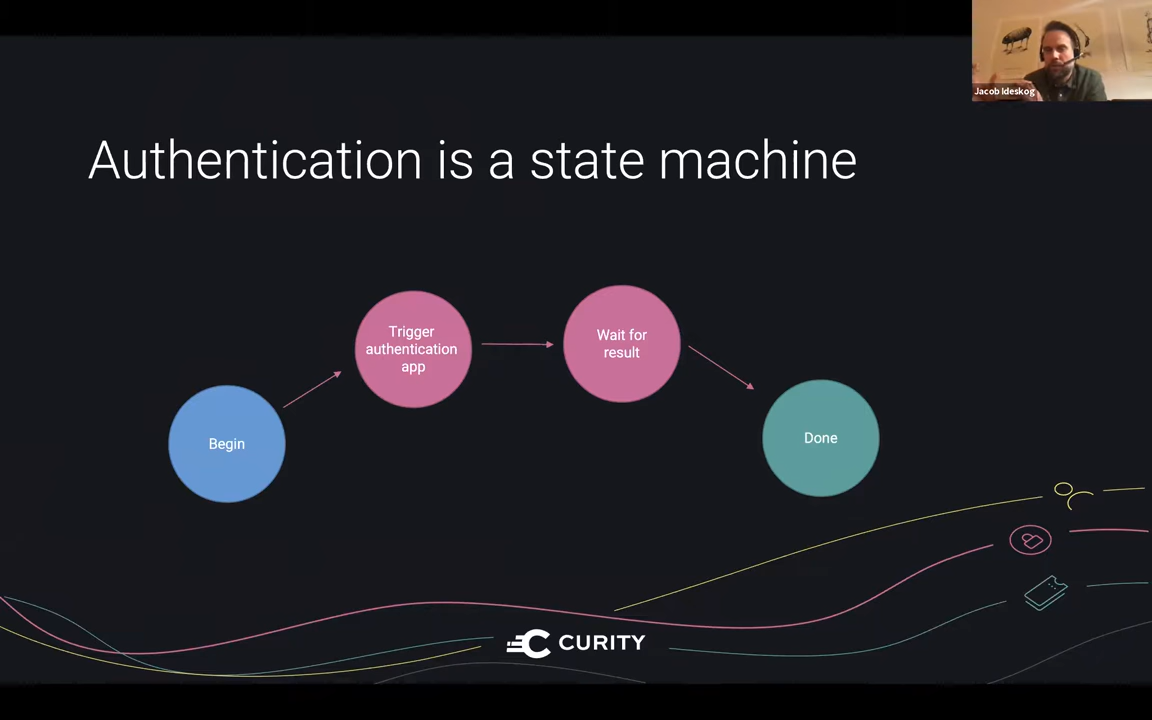 Jacob Ideskog
Authentication is a state machine
Trigger
authentication
app
Wait for
result
Begin
Done
CURITY